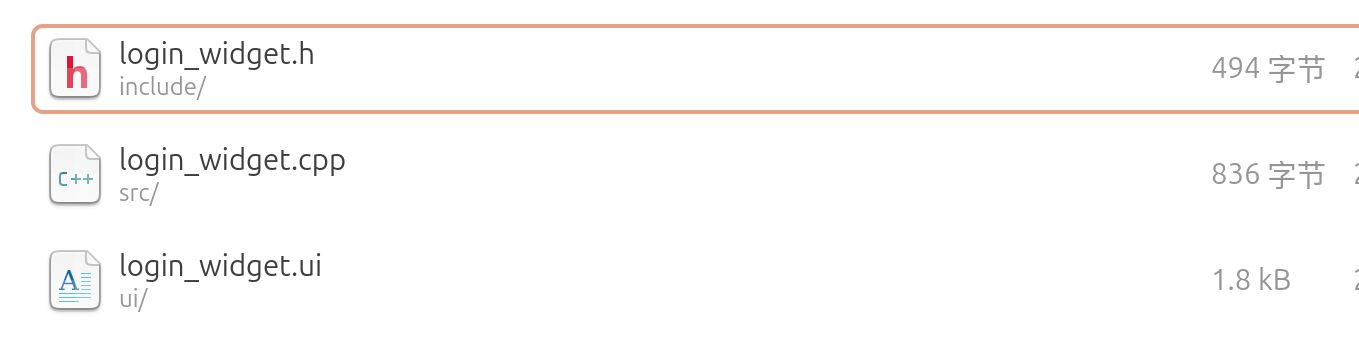 login_widget.h
include/
494 字节
login_widget.cpp
src/
836 字节
login_widget.ui
ui/
1.8 kB